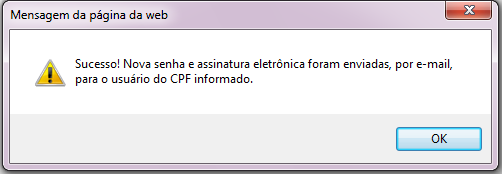 Mensagem da página da web
Sucesso! Nova senha e assinatura eletrônica foram enviadas, por e-mail,
para o usuário do CPF informado.
OK